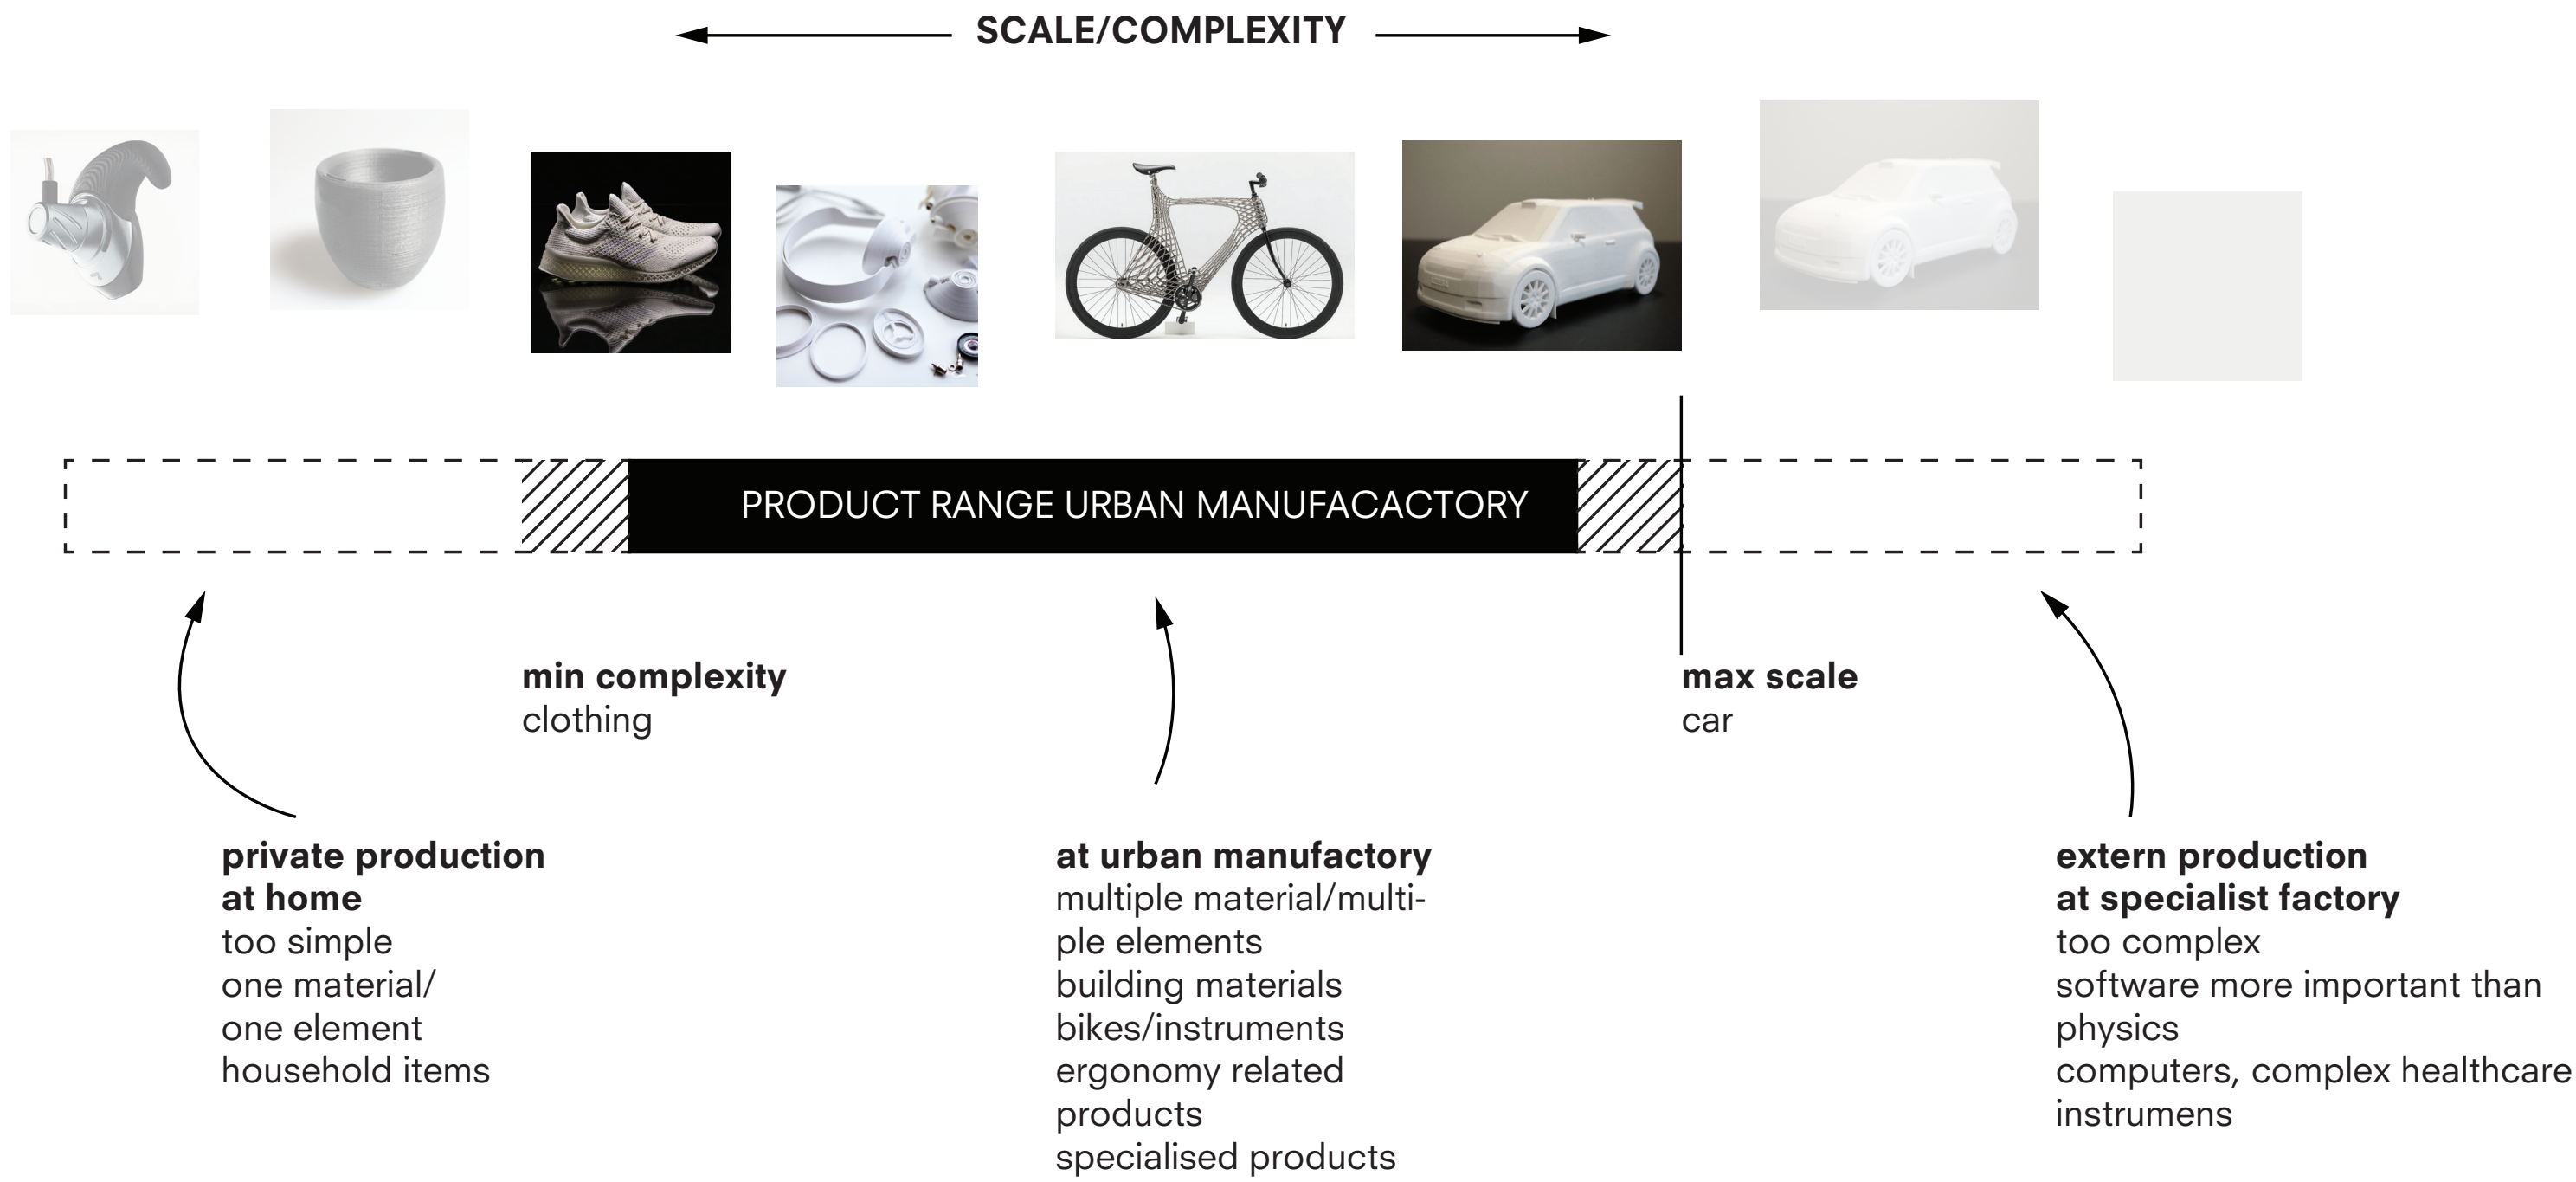 SCALE/COMPLEXITY
PRODUCT RANGE URBAN MANUFACACTORY
min complexity
clothing
max scale
car
private production
at home
too simple
one material/
one element
household items
at urban manufactory
multiple material/multi-
ple elements
building materials
bikes/instruments
ergonomy related
products
specialised products
extern production
at specialist factory
too complex
software more important than
physics
computers, complex healthcare
instrumens